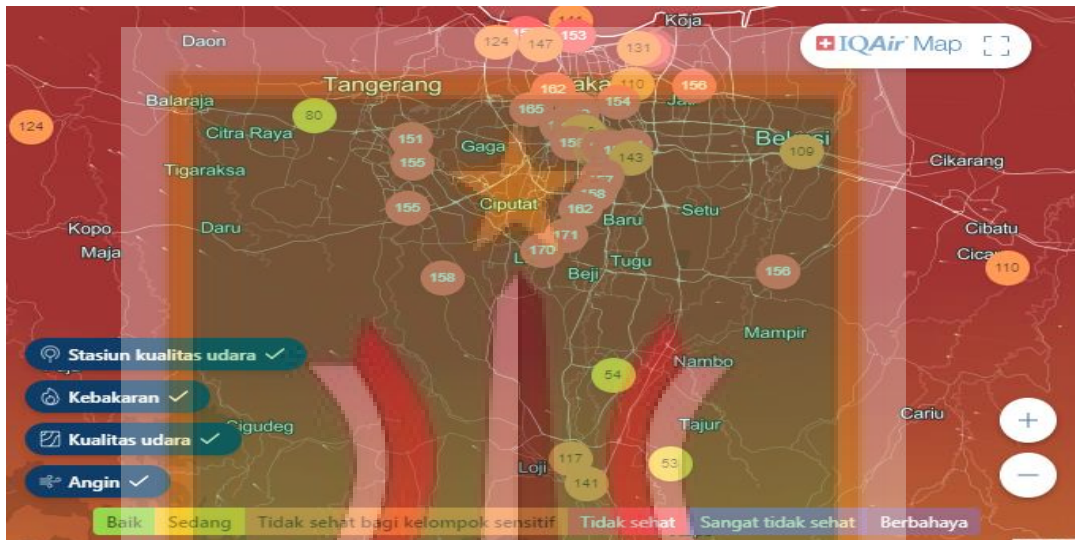 Koja
Daon
124
147
153
131
IQAir Map
Tangerang
162
110
156
Balaraja
80
165
154
124
Citra Raya
151
Gaga
Bekasi
143
109
155
Cikarang
Tigaraksa
158
155
Ciputat
162
Setu
Kopo
Daru
Baru
Cibatu
Maja
171
170
Tugu
158
Beji
156
110
Mampir
Stasiun kualitas udara
Nambo
54
Kebakaran
Cariu
Tajur
Kualitas udara
Loji
117
53
Angin
141
Baik Sedang Tidak sehat bagi kelompok sensitif Tidak sehat Sangat tidak sehat Berbahaya